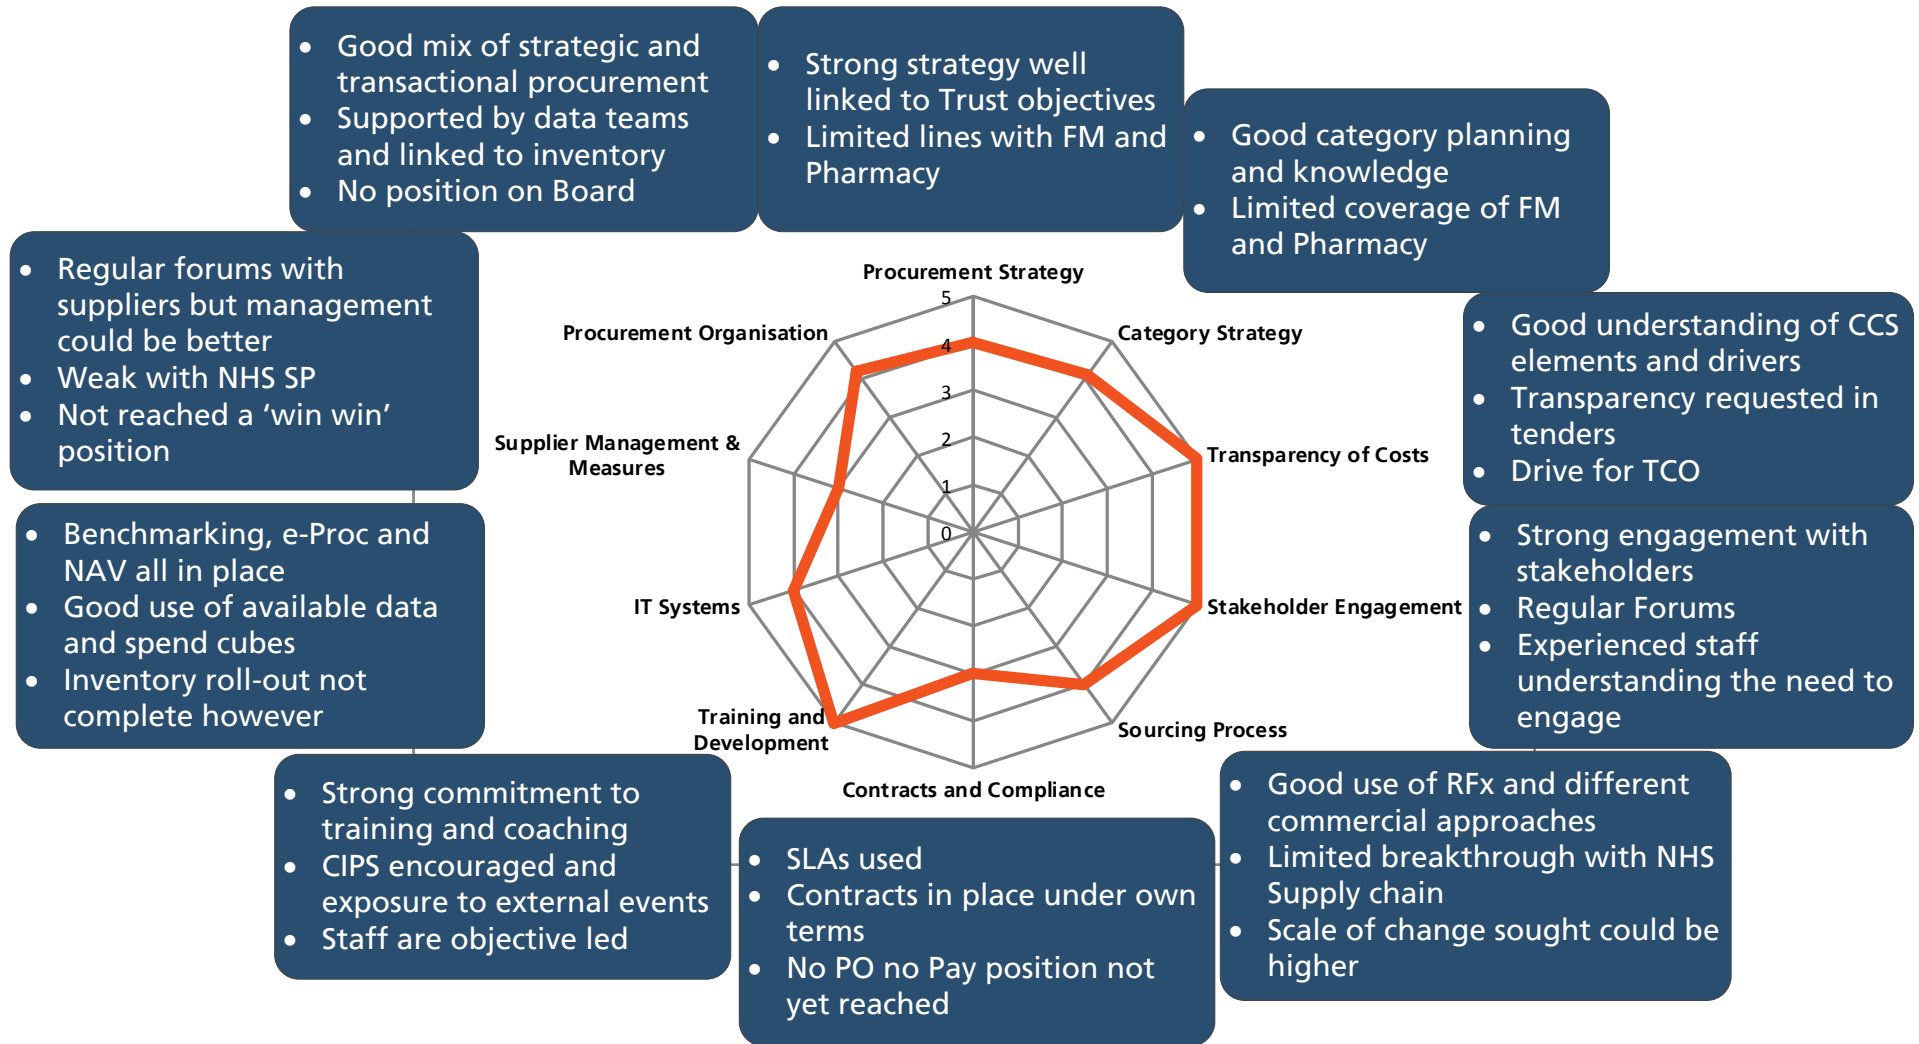 • Good mix of strategic and
transactional procurement
• Supported by data teams
and linked to inventory
• No position on Board
• Strong strategy well
linked to Trust objectives
• Limited lines with FM and
Pharmacy
• Good category planning
and knowledge
• Limited coverage of FM
and Pharmacy
• Good understanding of CCS
elements and drivers
• Transparency requested in
tenders
• Drive for TCO
• Strong engagement with
stakeholders
• Regular Forums
• Experienced staff
understanding the need to
engage
• Good use of RFx and different
commercial approaches
• Limited breakthrough with NHS
Supply chain
• Scale of change sought could be
higher
• SLAs used
• Contracts in place under own
terms
• No PO no Pay position not
yet reached
• Strong commitment to
training and coaching
• CIPS encouraged and
exposure to external events
• Staff are objective led
• Benchmarking, e-Proc and
NAV all in place
• Good use of available data
and spend cubes
• Inventory roll-out not
complete however
• Regular forums with
suppliers but management
could be better
• Weak with NHS SP
• Not reached a ‘win win’
position
Procurement Strategy
Category Strategy
Transparency of Costs
Stakeholder Engagement
Sourcing Process
Contracts and Compliance
Training and
Development
IT Systems
Supplier Management &
Measures
Procurement Organisation
5
4
3
2
1
0